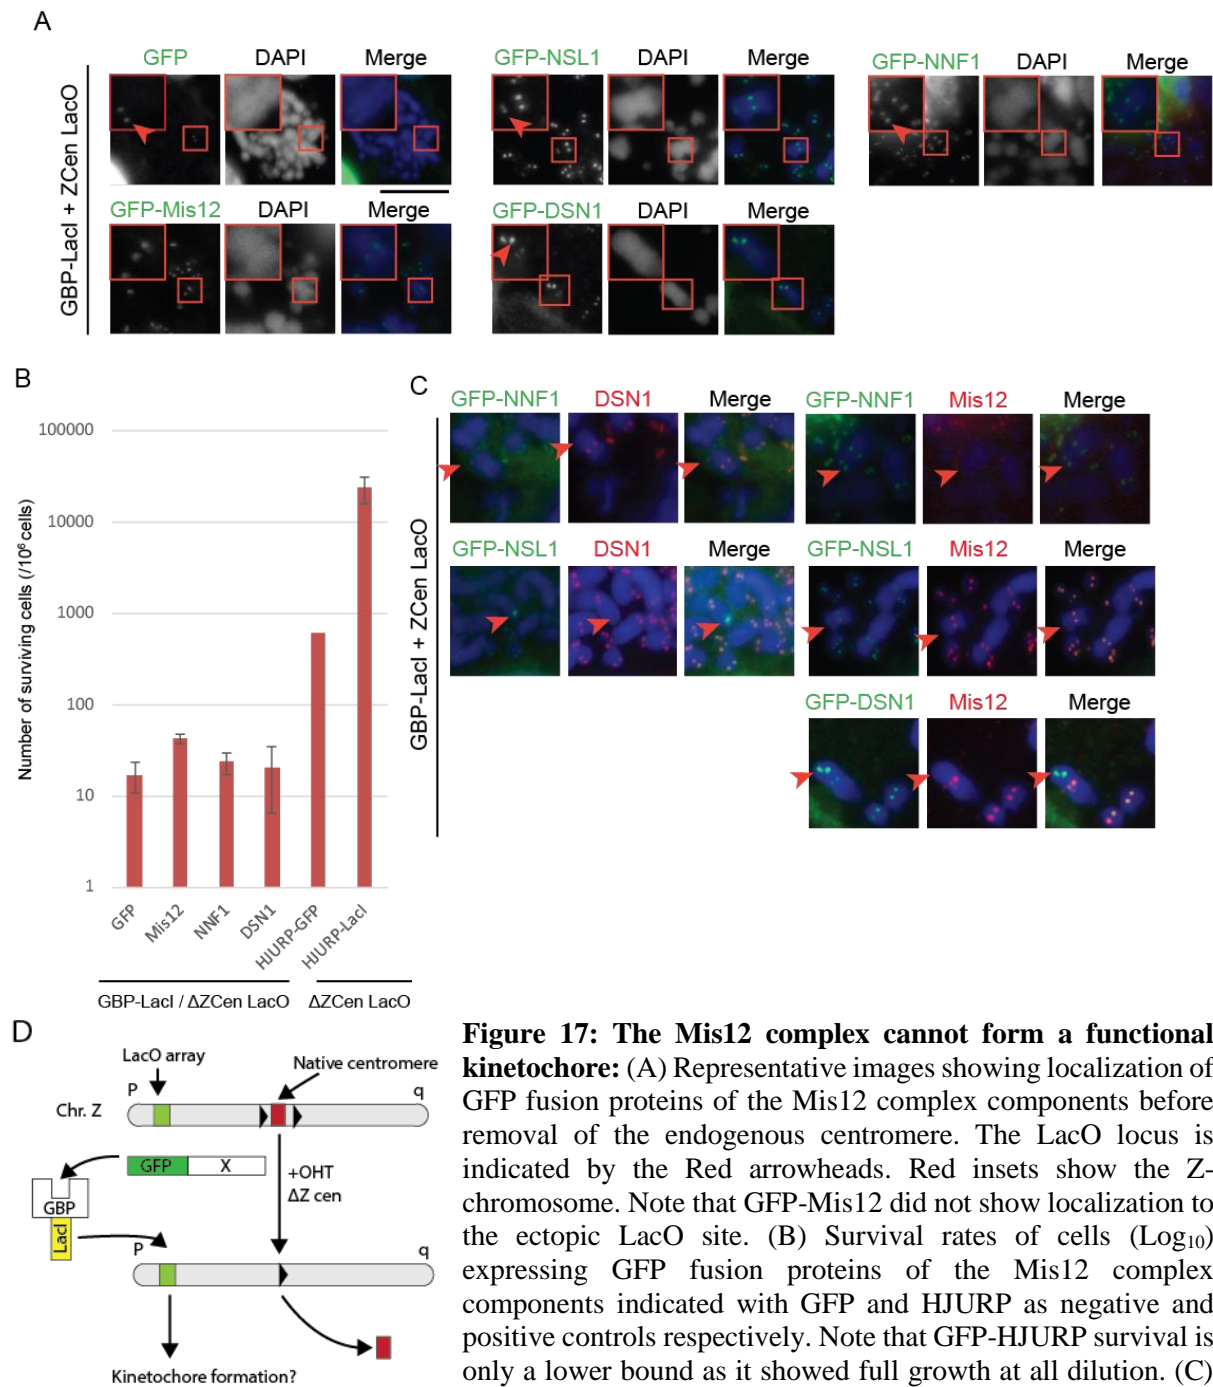 A
GFP DAPI Merge
GFP-NSL1 DAPI Merge
GFP-NNF1 DAPI Merge
GBP-LacI + ZCen LacO
GFP-Mis12 DAPI Merge
GFP-DSN1 DAPI Merge
B
Number of surviving cells (/10⁶ cells)
100000
10000
1000
100
10
1
GFP
Mis12
NNF1
DSN1
HJURP-GFP
HJURP-LacI
GBP-LacI / ΔZCen LacO
ΔZCen LacO
C
GBP-LacI + ZCen LacO
GFP-NNF1 DSN1 Merge
GFP-NNF1 Mis12 Merge
GFP-NSL1 DSN1 Merge
GFP-NSL1 Mis12 Merge
GFP-DSN1 Mis12 Merge
D
LacO array
Native centromere
P
q
Chr. Z
GFP X
+OHT
ΔZ cen
GBP
LacI
P
q
Kinetochore formation?
Figure 17: The Mis12 complex cannot form a functional
kinetochore: (A) Representative images showing localization of
GFP fusion proteins of the Mis12 complex components before
removal of the endogenous centromere. The LacO locus is
indicated by the Red arrowheads. Red insets show the Z-
chromosome. Note that GFP-Mis12 did not show localization to
the ectopic LacO site. (B) Survival rates of cells (Log₁₀)
expressing GFP fusion proteins of the Mis12 complex
components indicated with GFP and HJURP as negative and
positive controls respectively. Note that GFP-HJURP survival is
only a lower bound as it showed full growth at all dilution. (C)